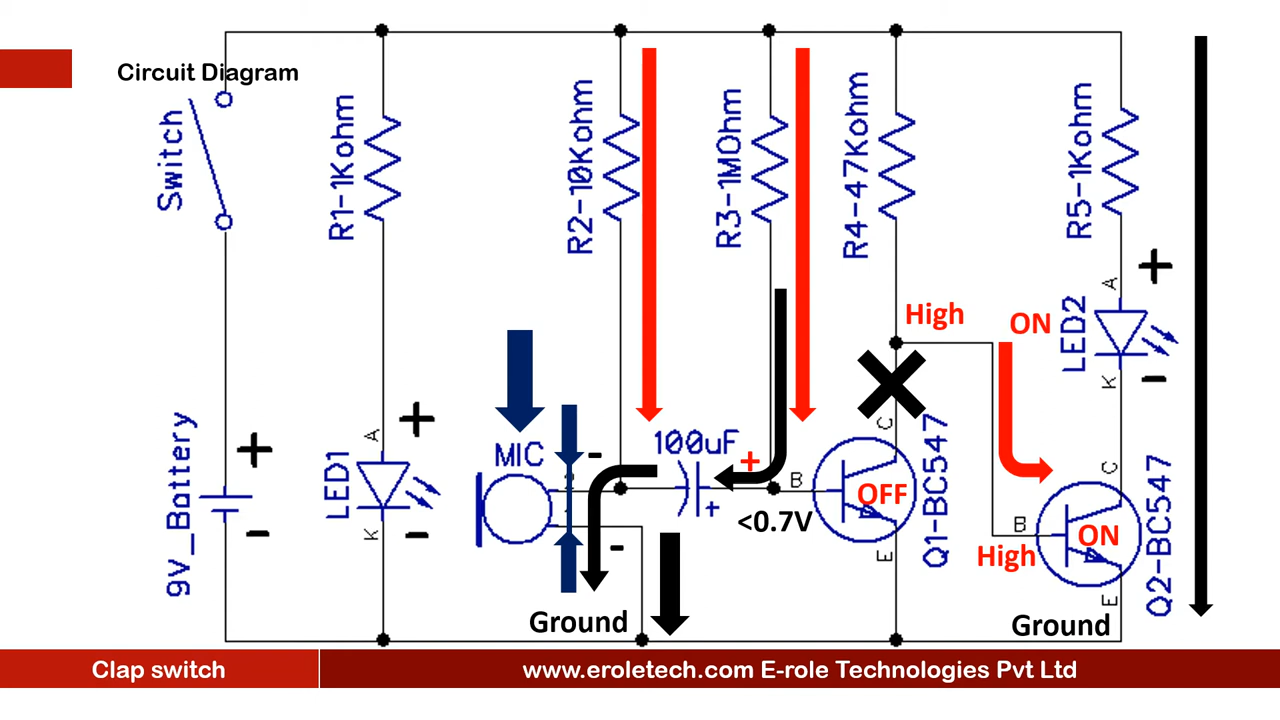 Circuit Diagram
Switch
R1-1Kohm
R2-10Kohm
R3-1MOhm
R4-47Kohm
R5-1Kohm
+
A
LED2
-
K
High
ON
9V_Battery
+
-
LED1
A
+
K
-
MIC
-
-
100uF
+
+
B
<0.7V
C
OFF
E
Q1-BC547
C
B
High
ON
E
Q2-BC547
Ground
Ground
Clap switch
www.eroletech.com E-role Technologies Pvt Ltd